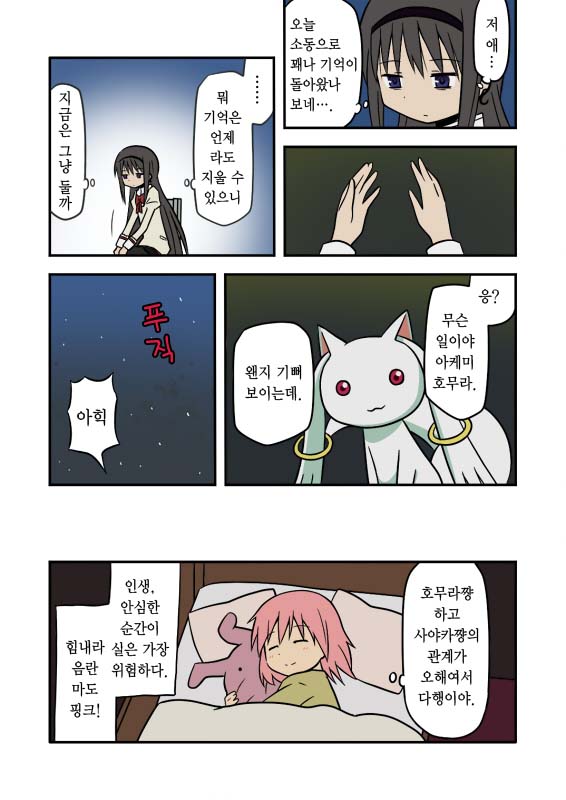 저
애…
오늘
소동으로
꽤나 기억이
돌아왔나
보네….
……
뭐
기억은
언제
라도
지울 수
있으니
지금은 그냥 둘까
응?
무슨
일이야
아케미
호무라.
왠지 기뻐
보이는데.
푸직
아힉
호무라쨩
하고
사야카쨩의
관계가
오해여서
다행이야.
인생,
안심한
순간이
실은 가장
위험하다.
힘내라
음란
마도
핑크!